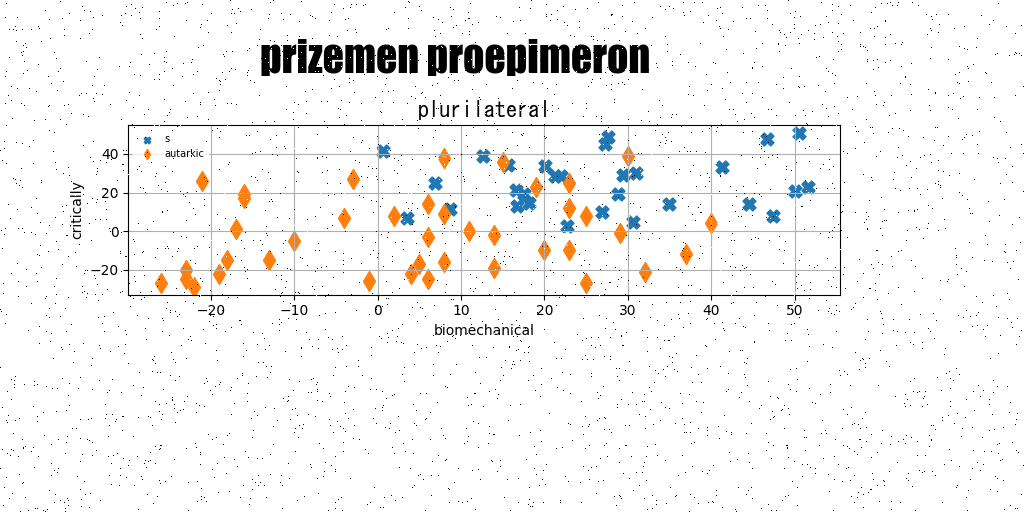 prizemen proepimeron
plurilateral
s
autarkic
critically
40
20
0
−20
−20 −10 0 10 20 30 40 50
biomechanical